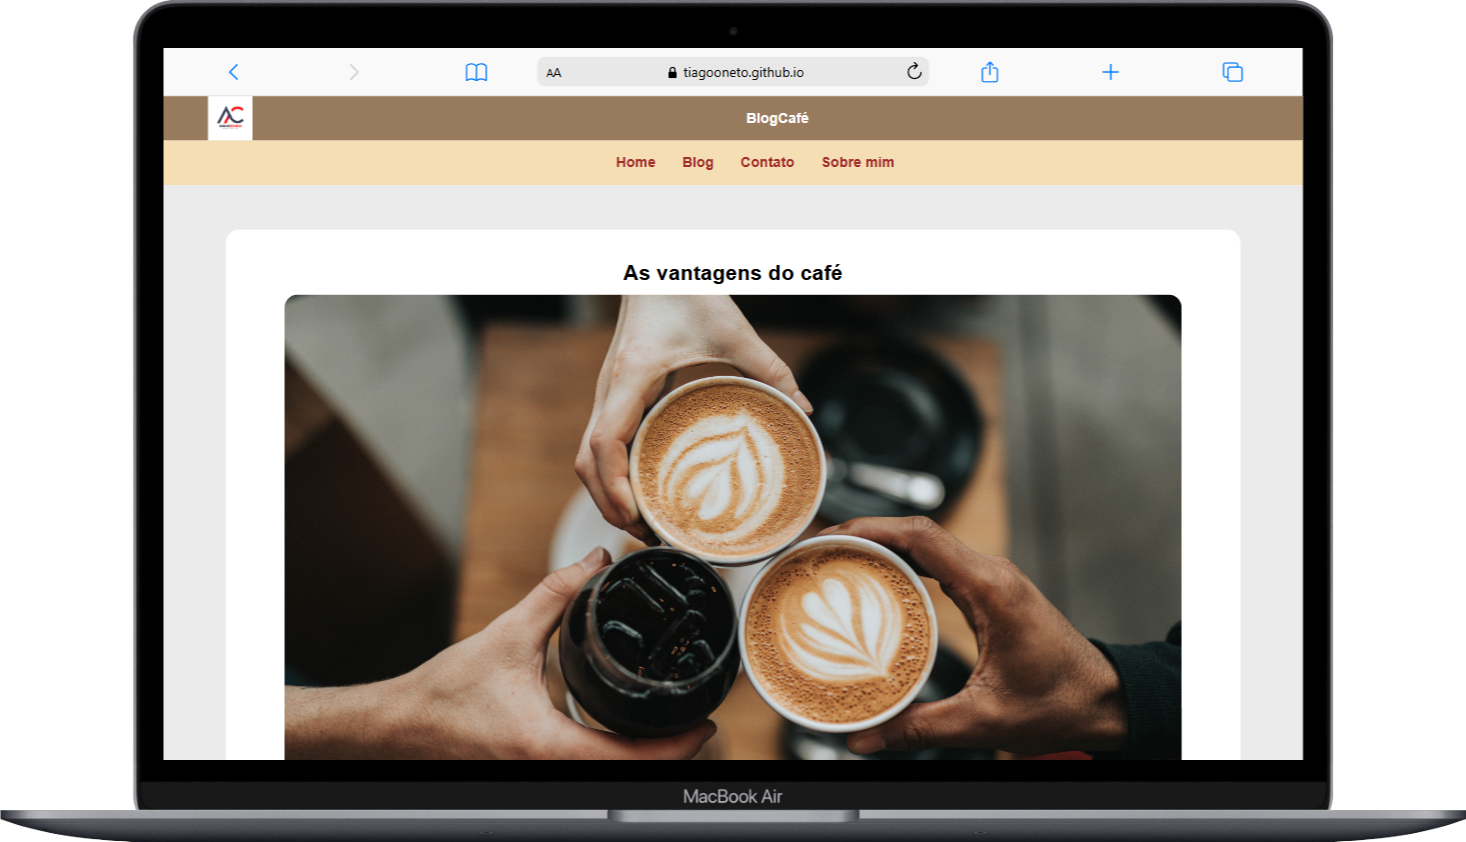 AA tiagooneto.github.io
AC
BlogCafé
Home Blog Contato Sobre mim
As vantagens do café
MacBook Air